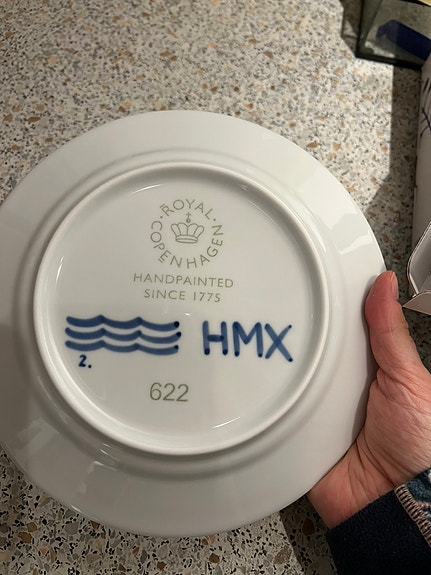 ROYAL COPENHAGEN
HANDPAINTED
SINCE 1775
HMX
2.
622